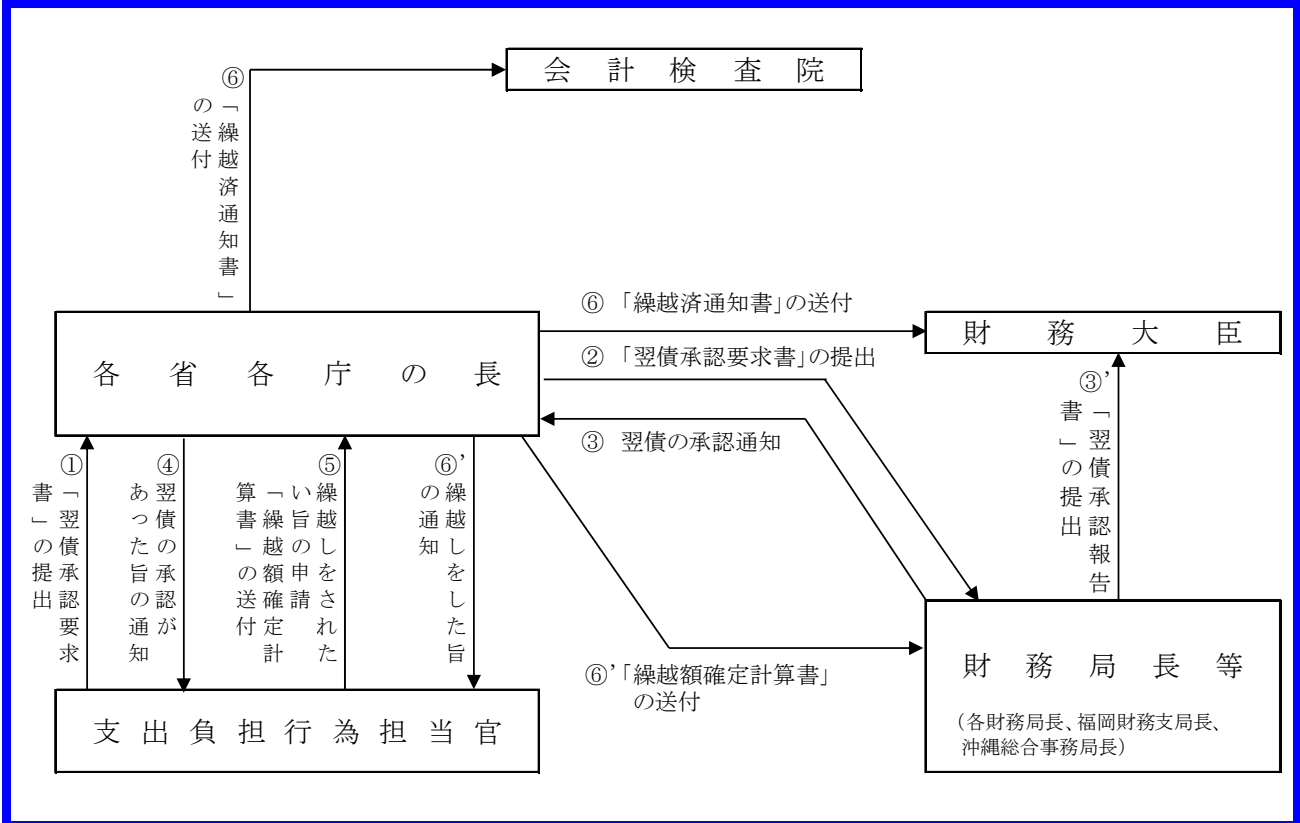 会計検査院
⑥「繰越済通知書」
の送付
⑥ 「繰越済通知書」の送付
各省各庁の長
財務大臣
② 「翌債承認要求書」の提出
③ 翌債の承認通知
③’「翌債承認報告
書」の提出
①「翌債承認要求
書」の提出
④翌債の承認が
あった旨の通知
⑤繰越しをされた
い旨の申請
「繰越額確定計
算書」の送付
⑥’繰越しをした旨
の通知
⑥’「繰越額確定計算書」
の送付
財務局長等
（各財務局長、福岡財務支局長、
沖縄総合事務局長）
支出負担行為担当官